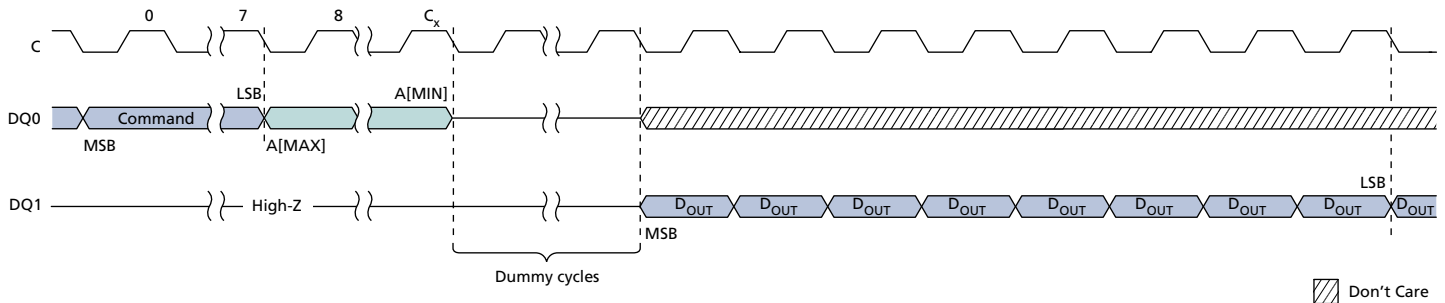 0 7 8 Cx
C
LSB A[MIN]
DQ0 Command
MSB A[MAX]
LSB
DQ1 High-Z DOUT DOUT DOUT DOUT DOUT DOUT DOUT DOUT DOUT
MSB
Dummy cycles
Don't Care